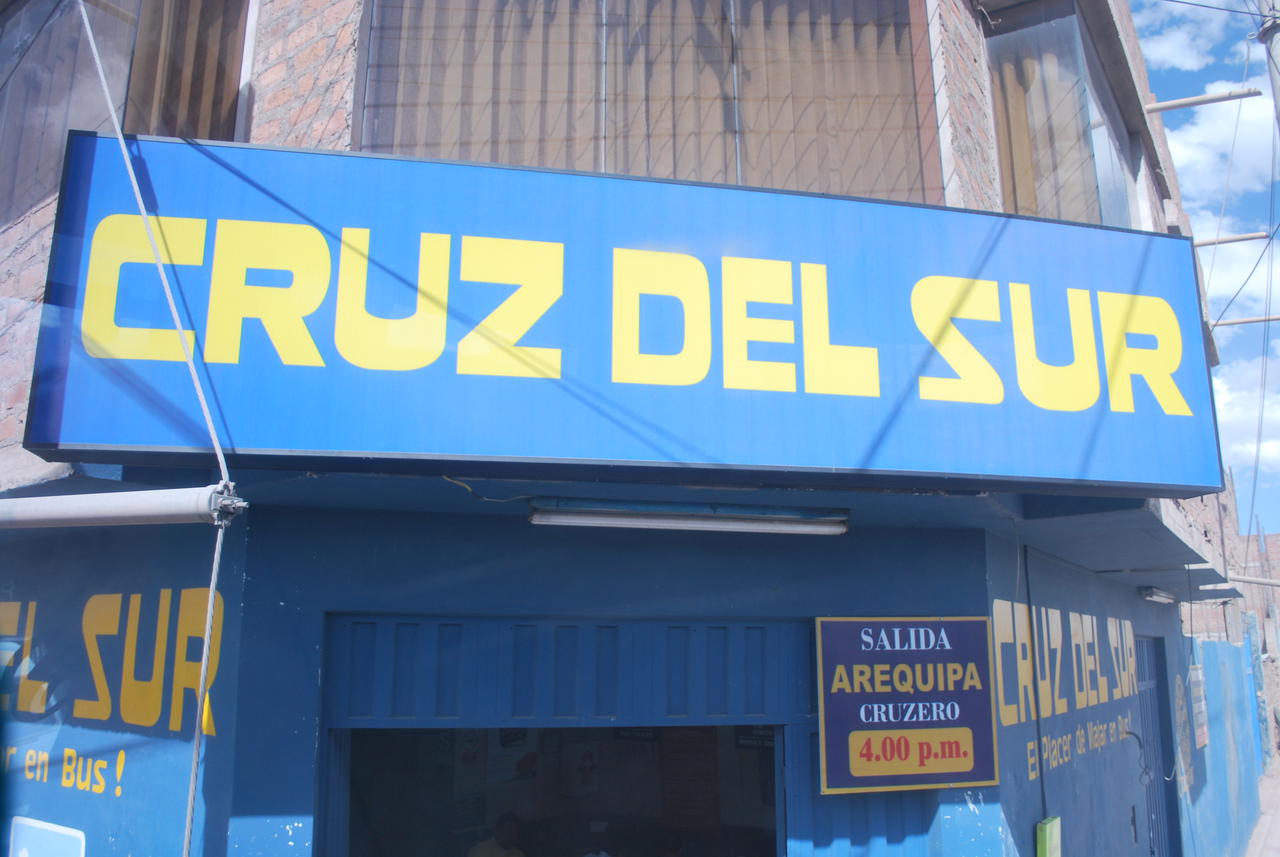 CRUZ DEL SUR
EL SUR
r en Bus!
SALIDA
AREQUIPA
CRUZERO
4.00 p.m.
CRUZ DEL SUR
El Placer de Viajar en Bus!